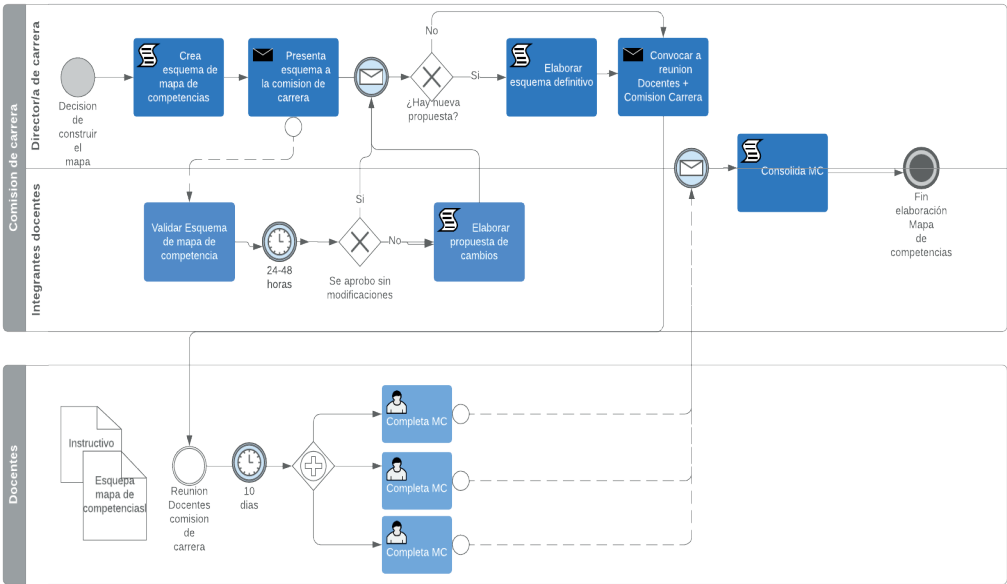 Comision de carrera
Director/a de carrera
Decision
de
construir
el
mapa
Crea
esquema de
mapa de
competencias
Presenta
esquema a
la comision de
carrera
No
Si
¿Hay nueva
propuesta?
Elaborar
esquema definitivo
Convocar a
reunion
Docentes +
Comision Carrera
Consolida MC
Fin
elaboración
Mapa
de
competencias
Integrantes docentes
Validar Esquema
de mapa de
competencia
24-48
horas
Si
No
Se aprobo sin
modificaciones
Elaborar
propuesta de
cambios
Docentes
Instructivo
Esquepa
mapa de
competenciasl
Reunion
Docentes
comision
de
carrera
10
dias
Completa MC
Completa MC
Completa MC